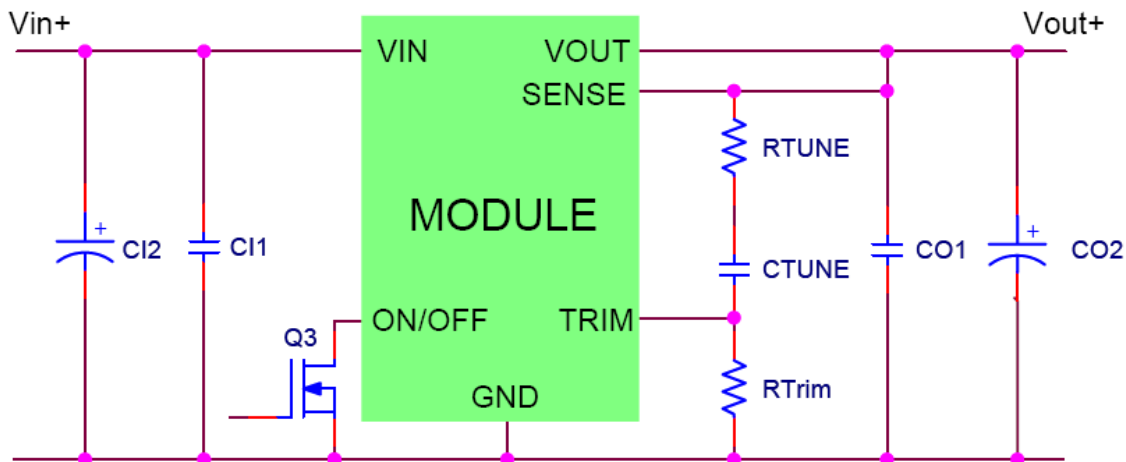 Vin+
Vout+
VIN
VOUT
SENSE
RTUNE
MODULE
+
CI2
CI1
CTUNE
CO1
+
CO2
ON/OFF
TRIM
Q3
GND
RTrim